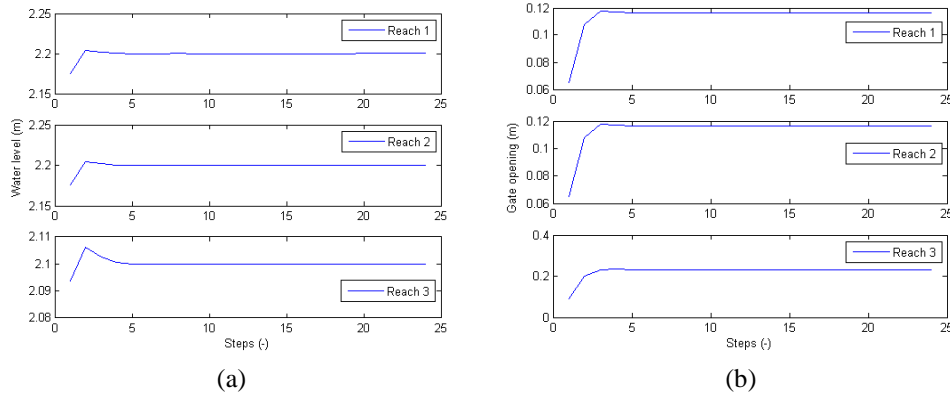 2.25
2.2
2.15
0 5 10 15 20 25
Reach 1
2.25
2.2
2.15
0 5 10 15 20 25
Reach 2
2.11
2.1
2.09
2.08
0 5 10 15 20 25
Reach 3
Water level (m)
Steps (-)
(a)
0.12
0.1
0.08
0.06
0 5 10 15 20 25
Reach 1
0.12
0.1
0.08
0.06
0 5 10 15 20 25
Reach 2
0.4
0.2
0
0 5 10 15 20 25
Reach 3
Gate opening (m)
Steps (-)
(b)